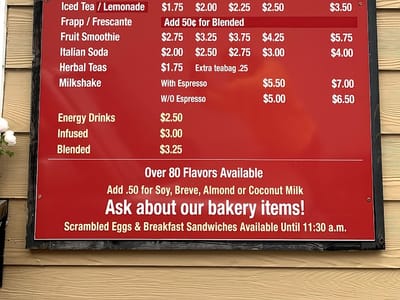 Iced Tea / Lemonade $1.75 $2.00 $2.25 $2.50 $3.50
Frapp / Frescante Add 50¢ for Blended
Fruit Smoothie $2.75 $3.25 $3.75 $4.25 $5.75
Italian Soda $2.00 $2.50 $2.75 $3.00 $4.00
Herbal Teas $1.75 Extra teabag .25
Milkshake With Espresso $5.50 $7.00
W/O Espresso $5.00 $6.50
Energy Drinks $2.50
Infused $3.00
Blended $3.25
Over 80 Flavors Available
Add .50 for Soy, Breve, Almond or Coconut Milk
Ask about our bakery items!
Scrambled Eggs & Breakfast Sandwiches Available Until 11:30 a.m.